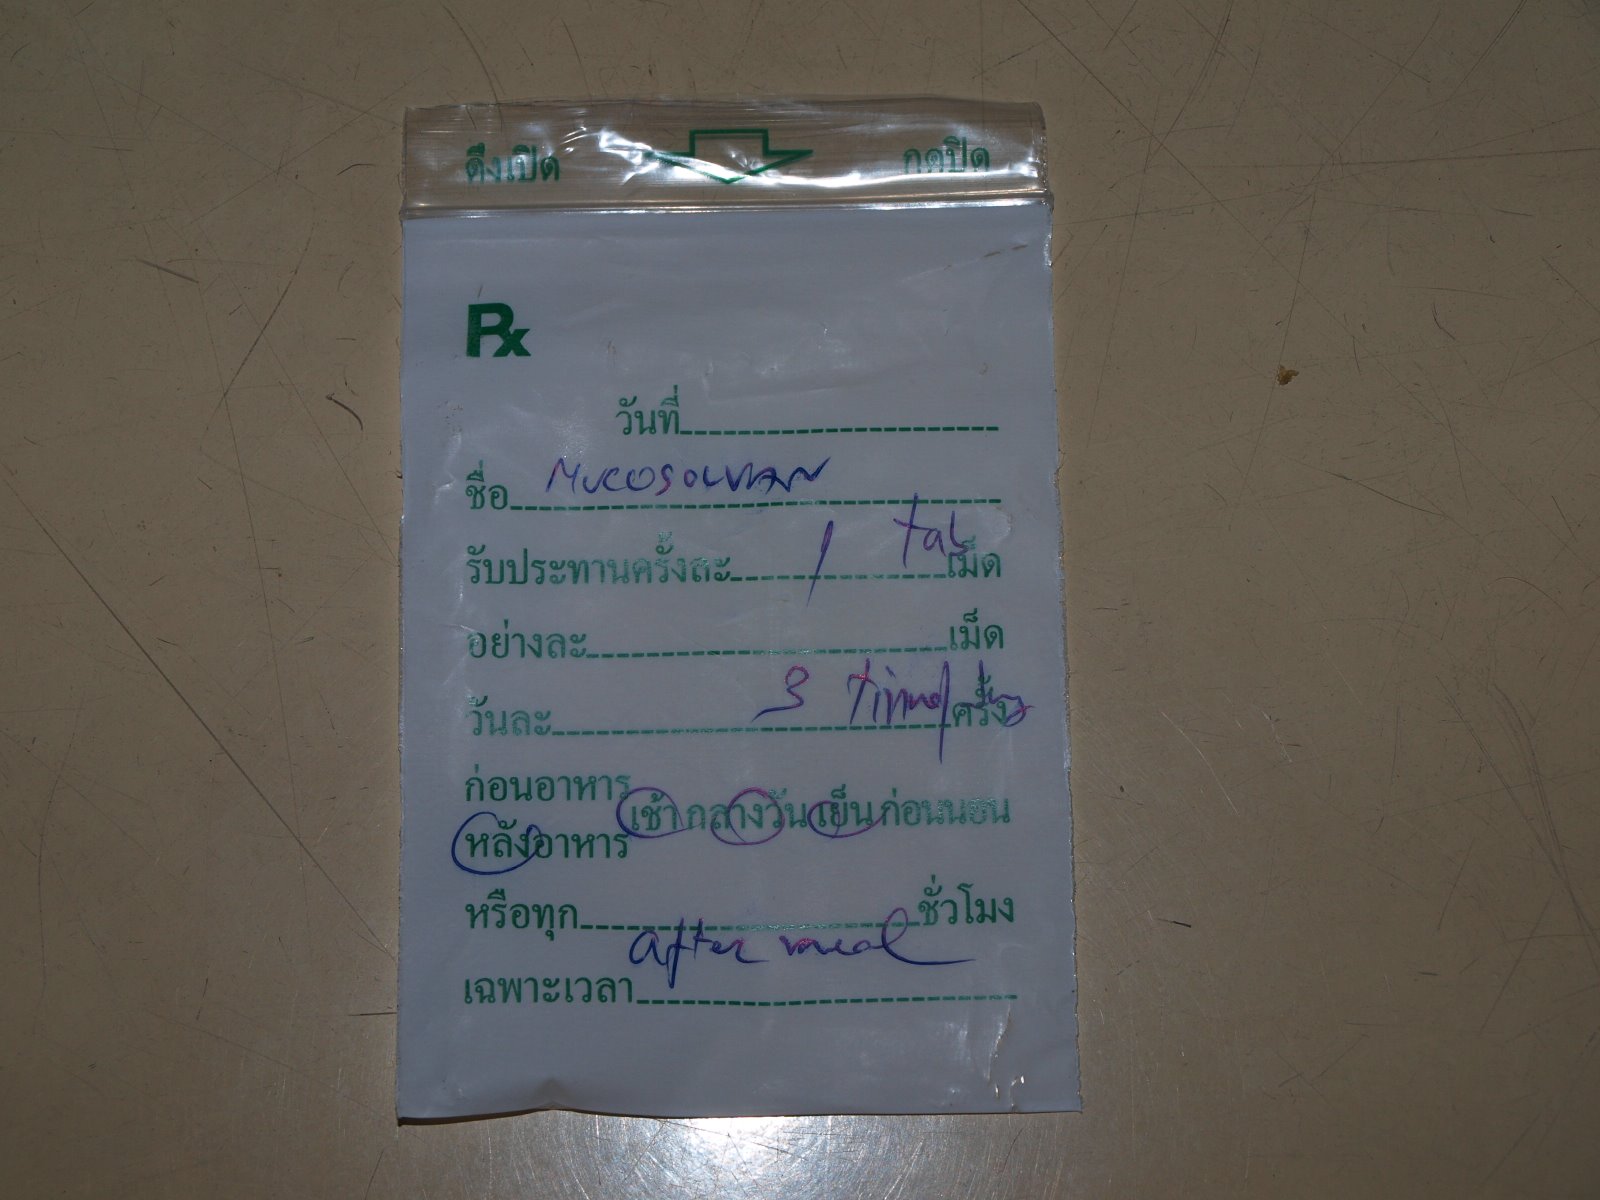 ดึงเปิด กดปิด
Rx
วันที่
ชื่อ MUCOSOLVAN
รับประทานครั้งละ 1 tab เม็ด
อย่างละ เม็ด
วันละ 3 times/ ครั้ง
ก่อนอาหาร
เช้า กลางวัน เย็น ก่อนนอน
หลังอาหาร
หรือทุก ชั่วโมง
after meal
เฉพาะเวลา